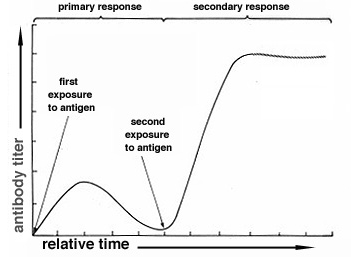 primary response
secondary response
first
exposure
to antigen
second
exposure
to antigen
antibody titer
relative time